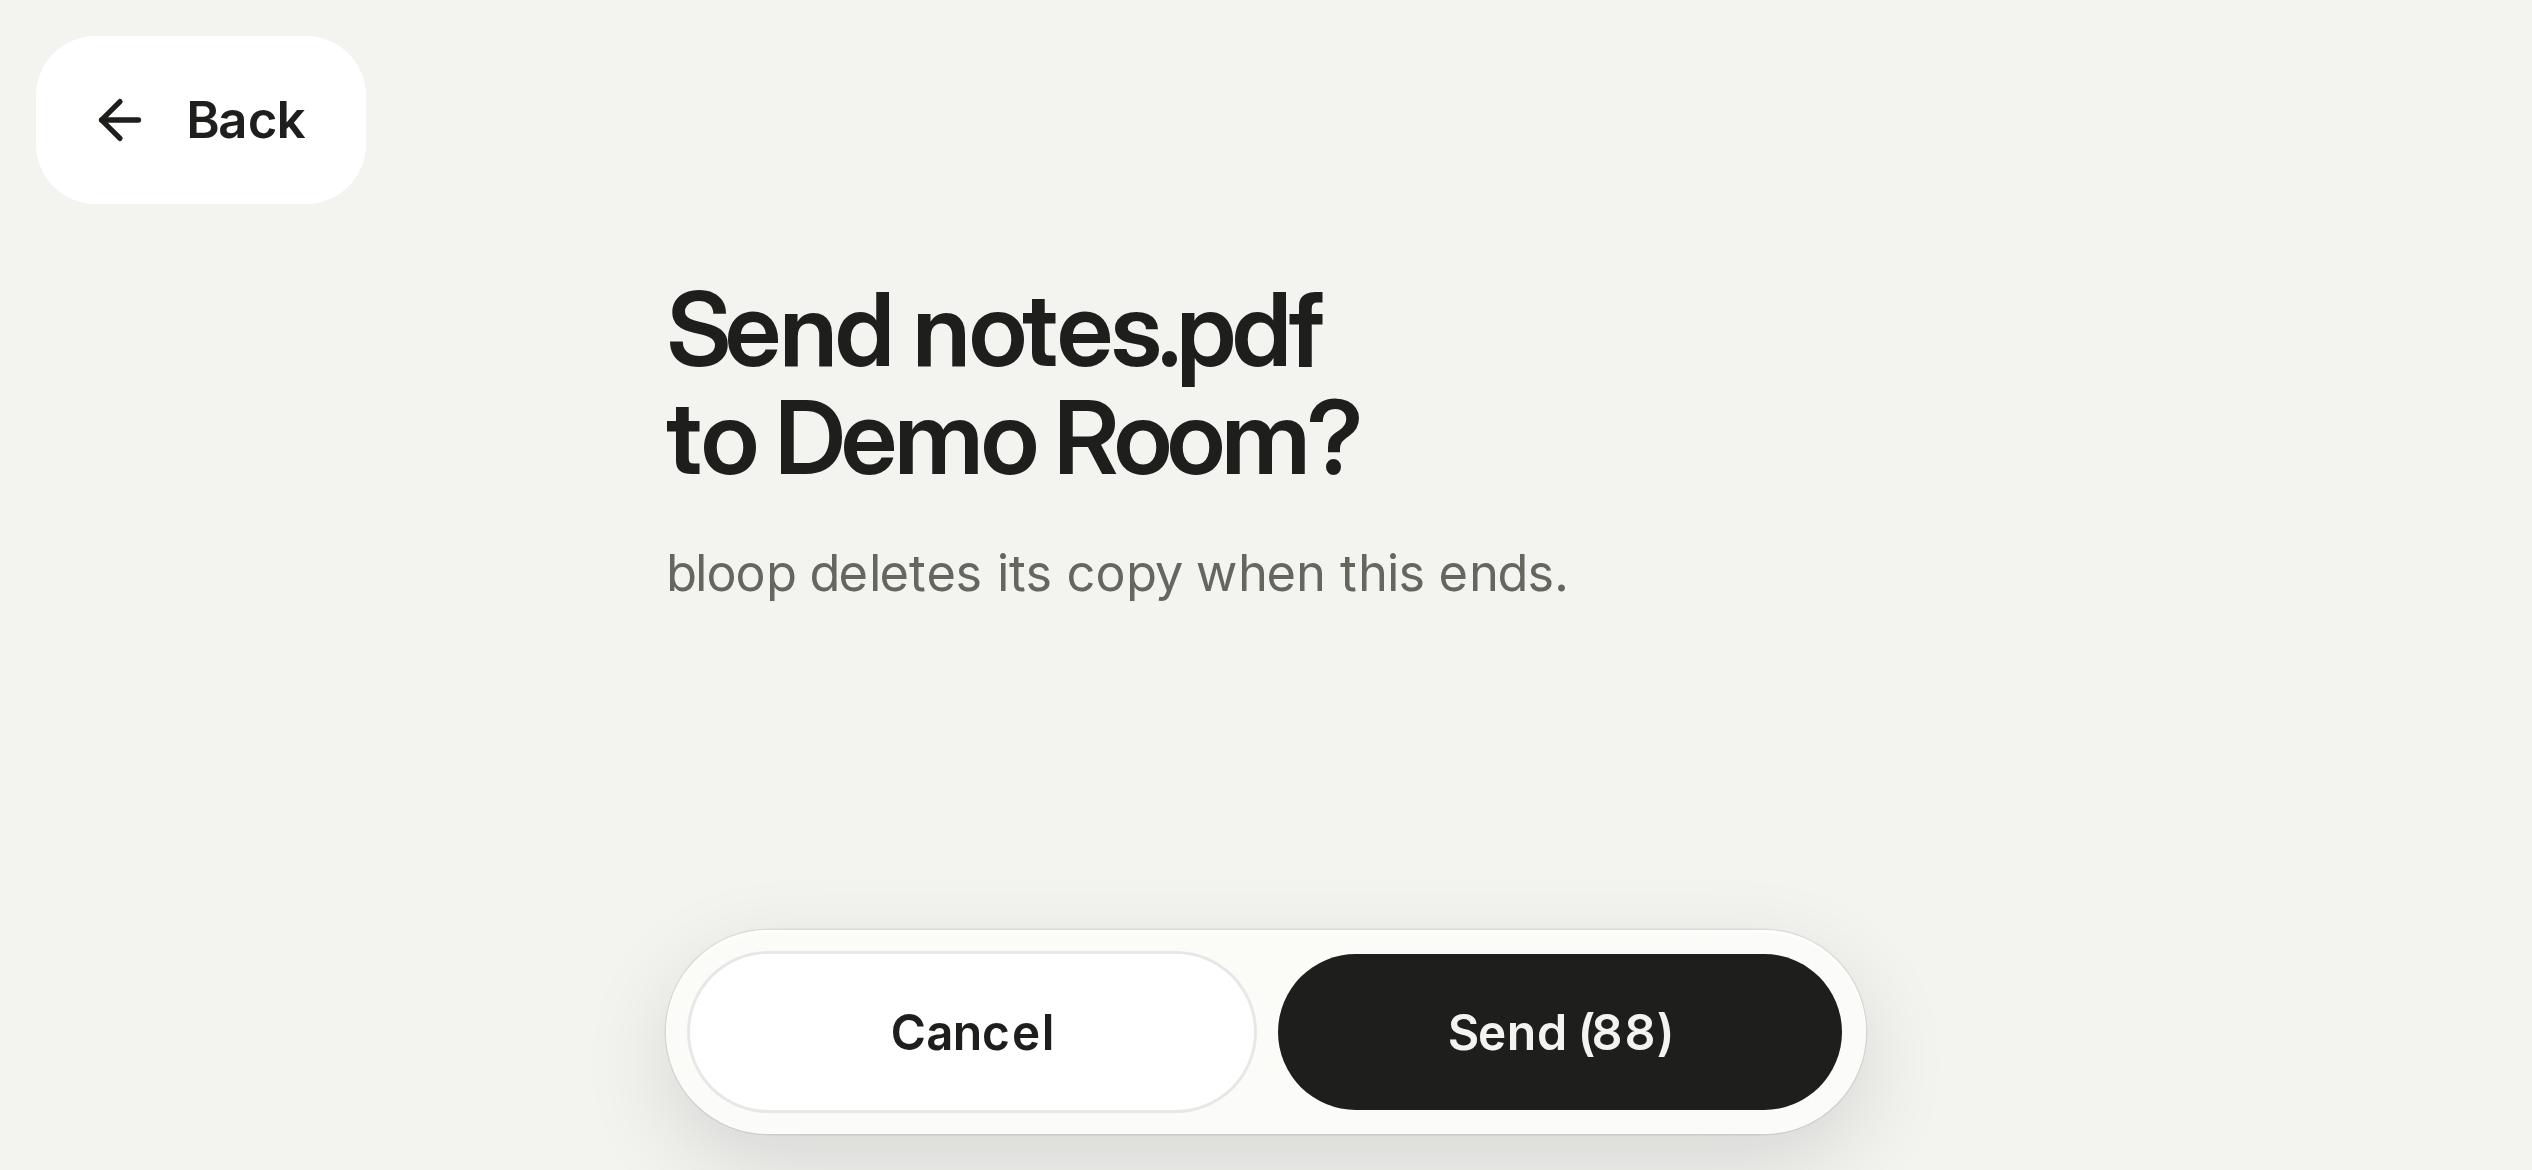 Back
Send notes.pdf
to Demo Room?
bloop deletes its copy when this ends.
Cancel
Send (88)